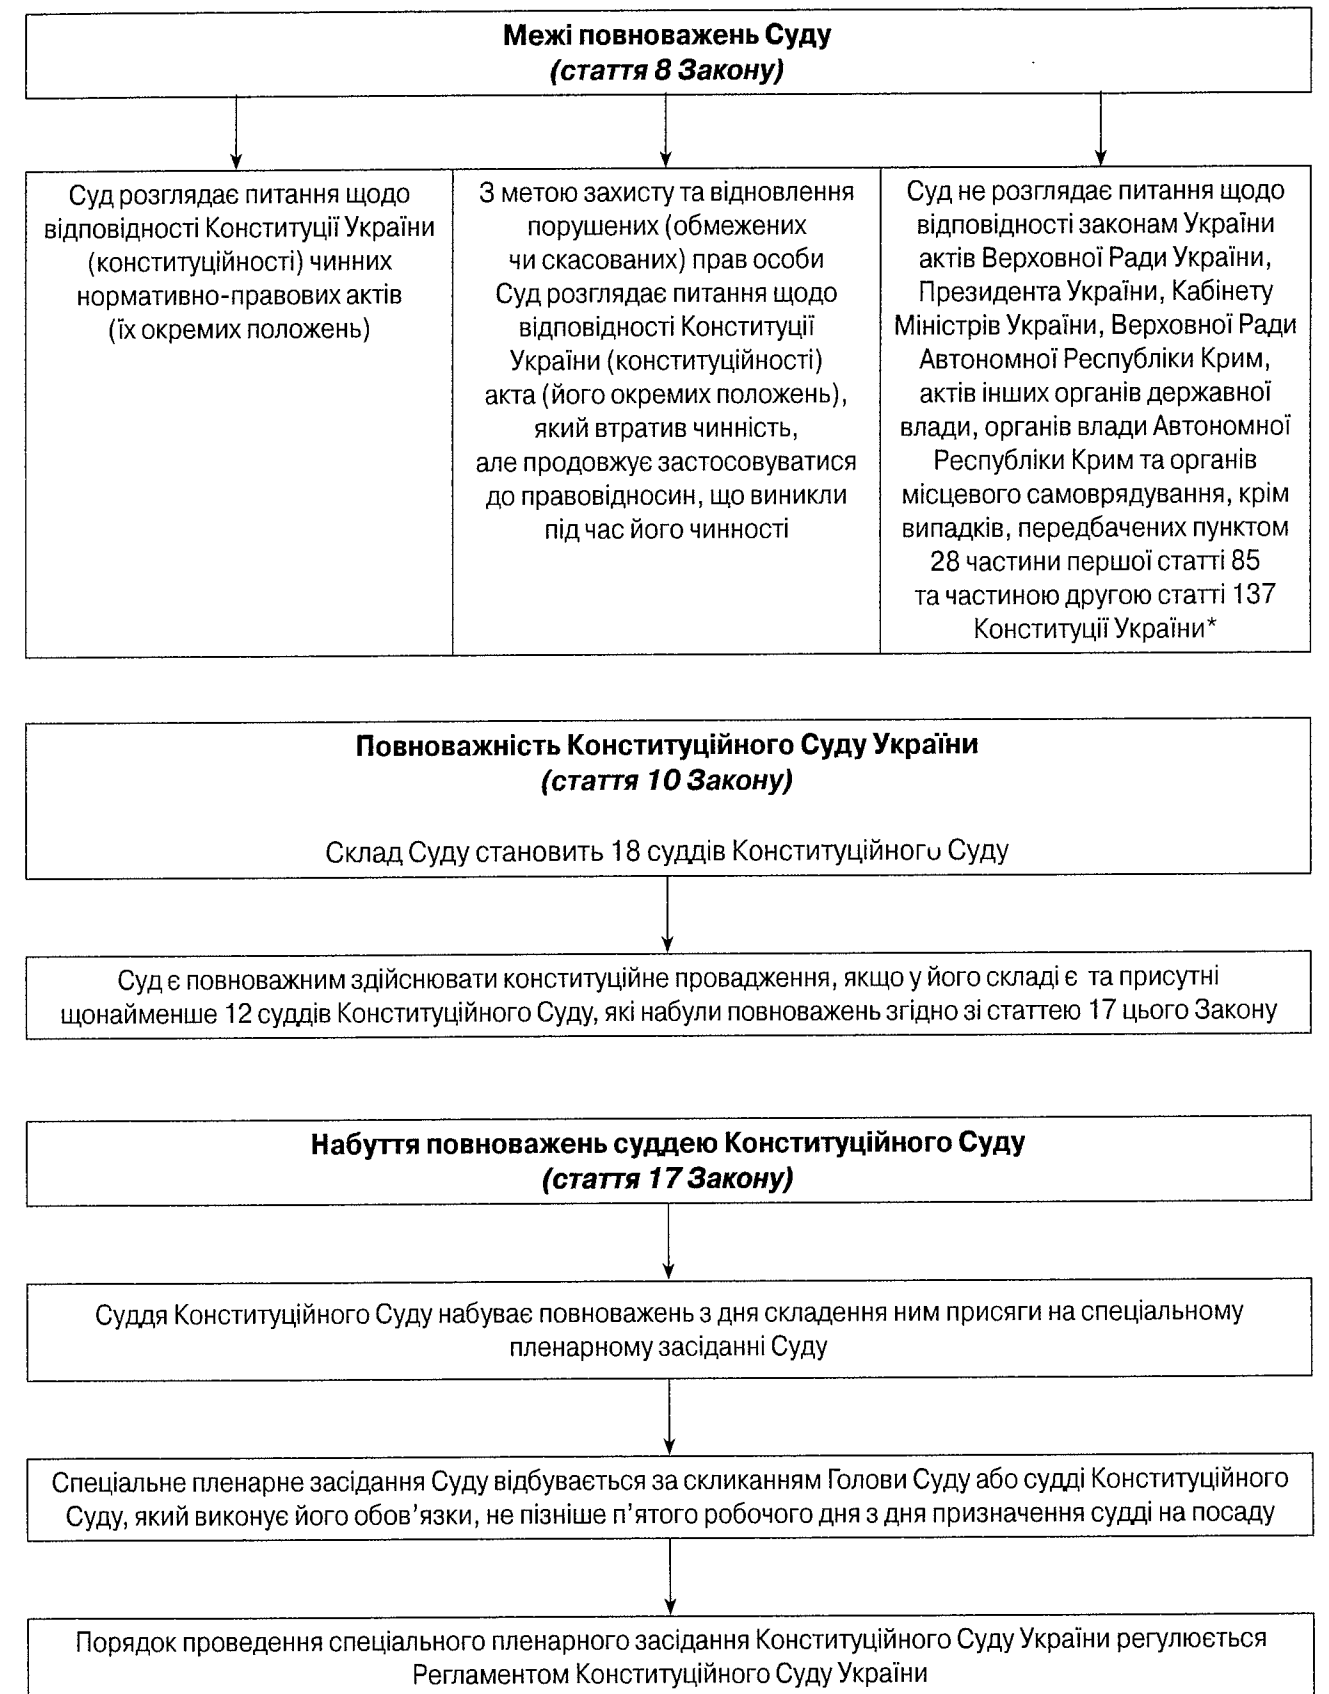 Межі повноважень Суду
(стаття 8 Закону)
Суд розглядає питання щодо
відповідності Конституції України
(конституційності) чинних
нормативно-правових актів
(їх окремих положень)
З метою захисту та відновлення
порушених (обмежених
чи скасованих) прав особи
Суд розглядає питання щодо
відповідності Конституції
України (конституційності)
акта (його окремих положень),
який втратив чинність,
але продовжує застосовуватися
до правовідносин, що виникли
під час його чинності
Суд не розглядає питання щодо
відповідності законам України
актів Верховної Ради України,
Президента України, Кабінету
Міністрів України, Верховної Ради
Автономної Республіки Крим,
актів інших органів державної
влади, органів влади Автономної
Республіки Крим та органів
місцевого самоврядування, крім
випадків, передбачених пунктом
28 частини першої статті 85
та частиною другою статті 137
Конституції України*
Повноважність Конституційного Суду України
(стаття 10 Закону)
Склад Суду становить 18 суддів Конституційного Суду
Суд є повноважним здійснювати конституційне провадження, якщо у його складі є та присутні
щонайменше 12 суддів Конституційного Суду, які набули повноважень згідно зі статтею 17 цього Закону
Набуття повноважень суддею Конституційного Суду
(стаття 17 Закону)
Суддя Конституційного Суду набуває повноважень з дня складення ним присяги на спеціальному
пленарному засіданні Суду
Спеціальне пленарне засідання Суду відбувається за скликанням Голови Суду або судді Конституційного
Суду, який виконує його обов’язки, не пізніше п’ятого робочого дня з дня призначення судді на посаду
Порядок проведення спеціального пленарного засідання Конституційного Суду України регулюється
Регламентом Конституційного Суду України